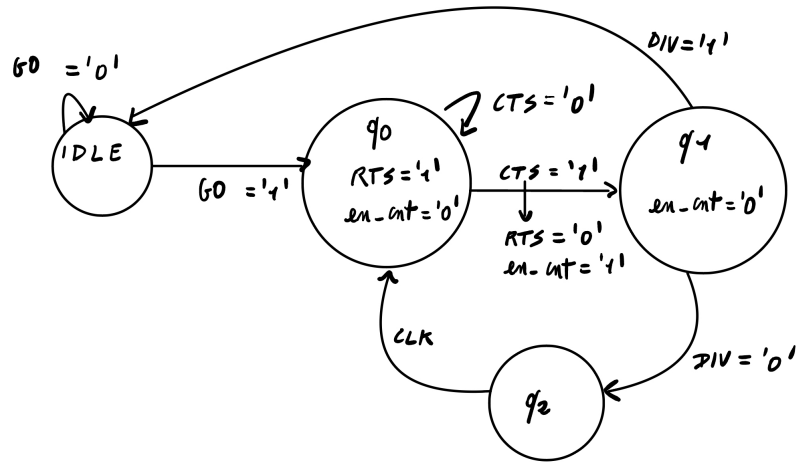 GO = '0'
IDLE
GO = '1'
q0
RTS = '1'
en_cnt = '0'
CTS = '0'
CTS = '1'
RTS = '0'
en_cnt = '1'
DIV = '1'
q1
en_cnt = '0'
DIV = '0'
q2
CLK